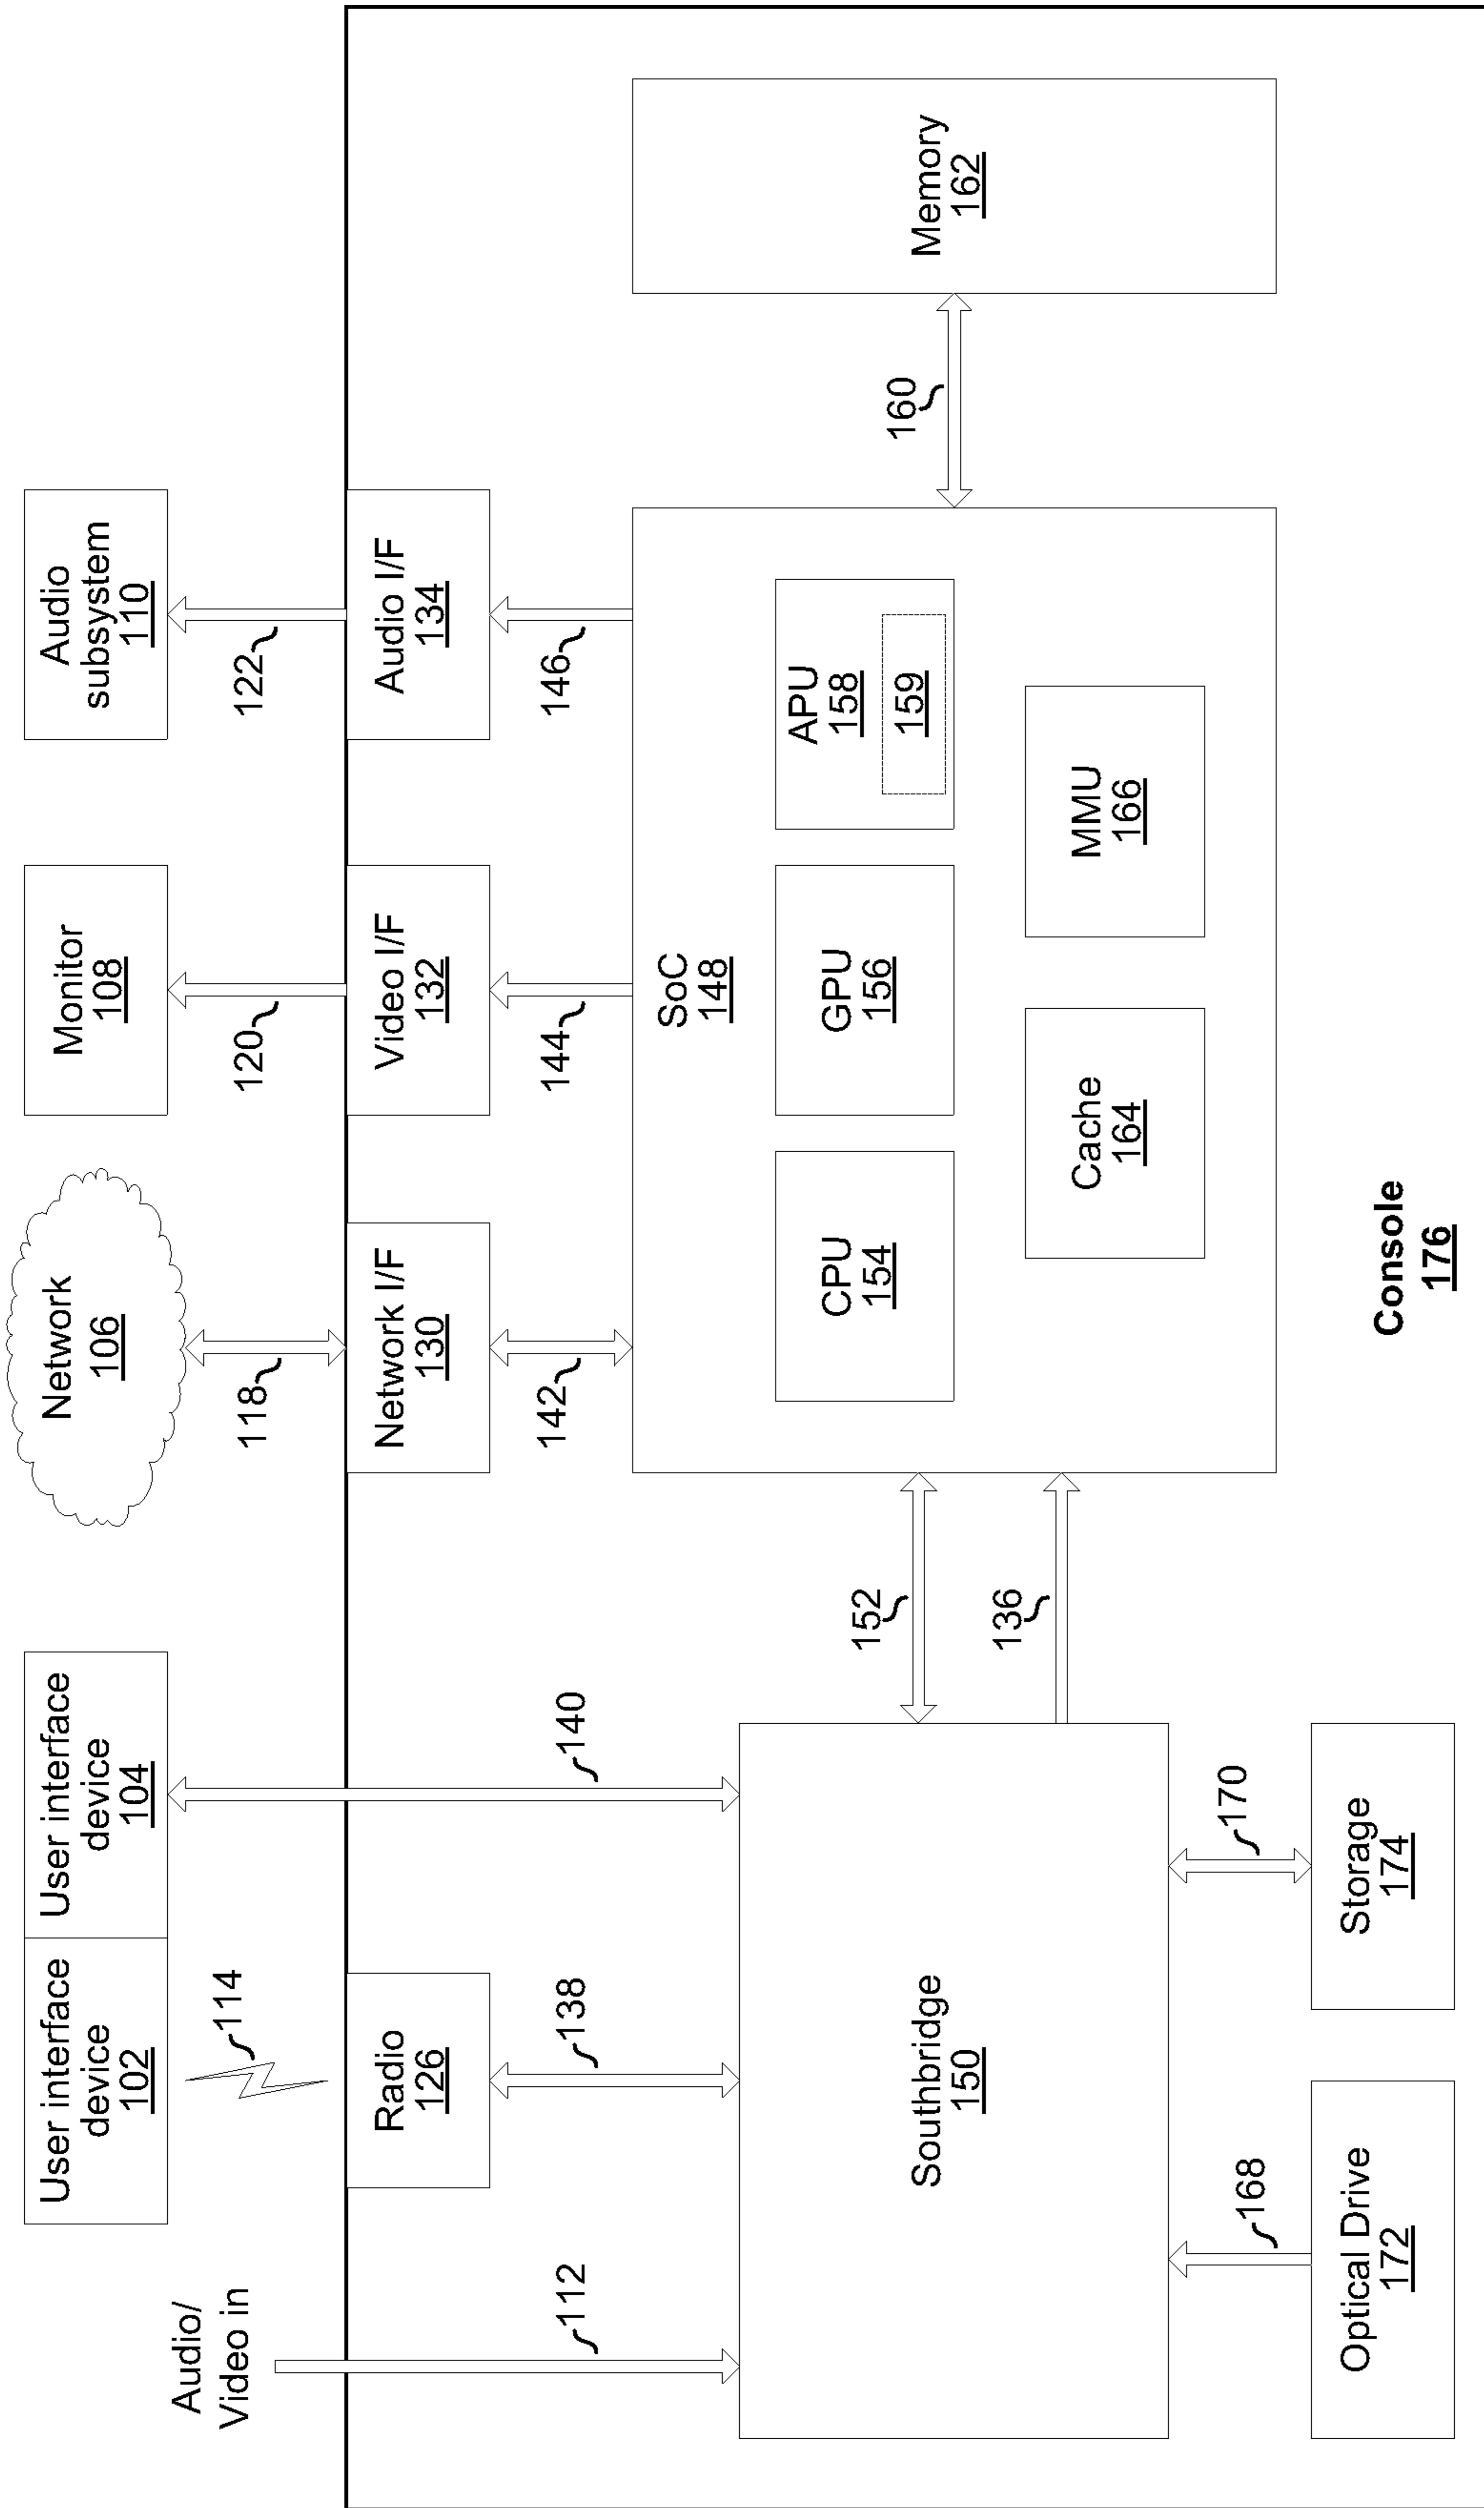 Audio/
Video in
User interface
device
102
User interface
device
104
Network
106
Monitor
108
Audio
subsystem
110
114
118
120
122
Radio
126
Network I/F
130
Video I/F
132
Audio I/F
134
112
138
140
142
144
146
Southbridge
150
152
136
SoC
148
CPU
154
GPU
156
APU
158
159
Cache
164
MMU
166
160
Memory
162
168
170
Optical Drive
172
Storage
174
Console
176